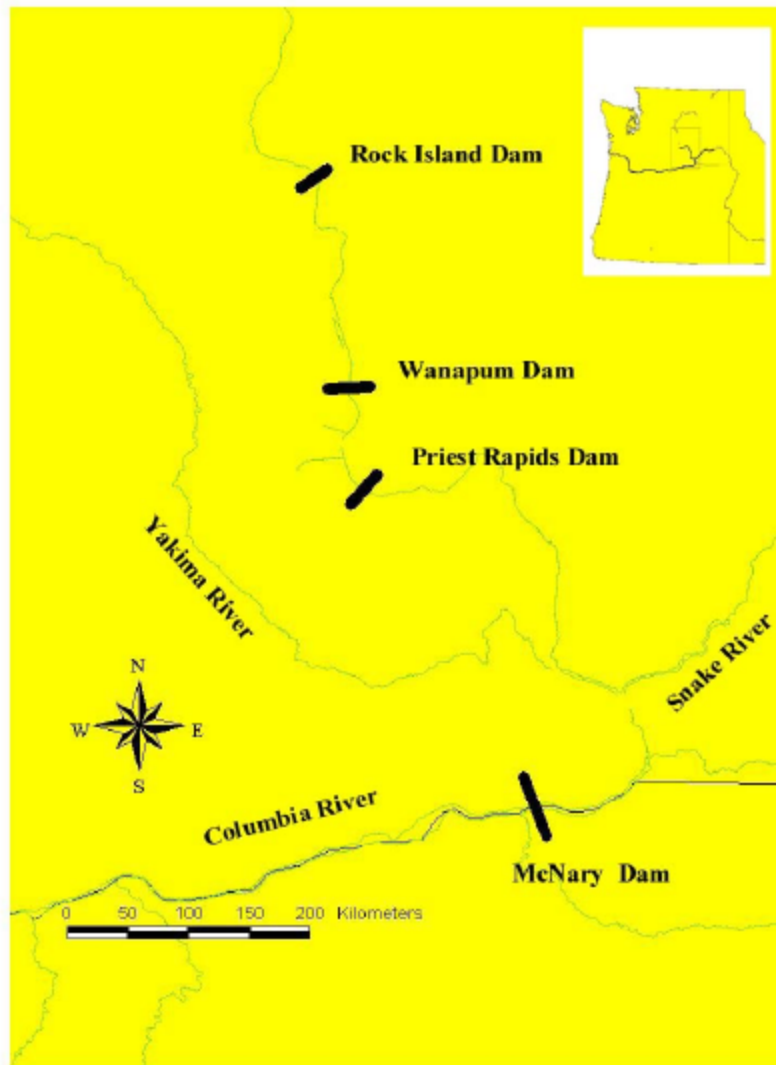 Rock Island Dam
Wanapum Dam
Priest Rapids Dam
Yakima River
Snake River
N
W E
S
Columbia River
McNary Dam
0 50 100 150 200 Kilometers